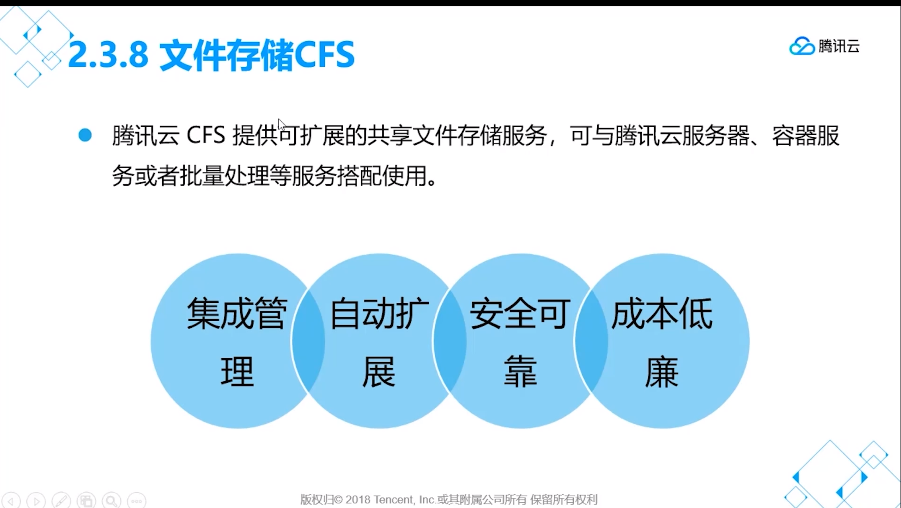 2.3.8 文件存储CFS
腾讯云
腾讯云 CFS 提供可扩展的共享文件存储服务，可与腾讯云服务器、容器服
务或者批量处理等服务搭配使用。
集成管
理
自动扩
展
安全可
靠
成本低
廉
版权归© 2018 Tencent, Inc.或其附属公司所有 保留所有权利